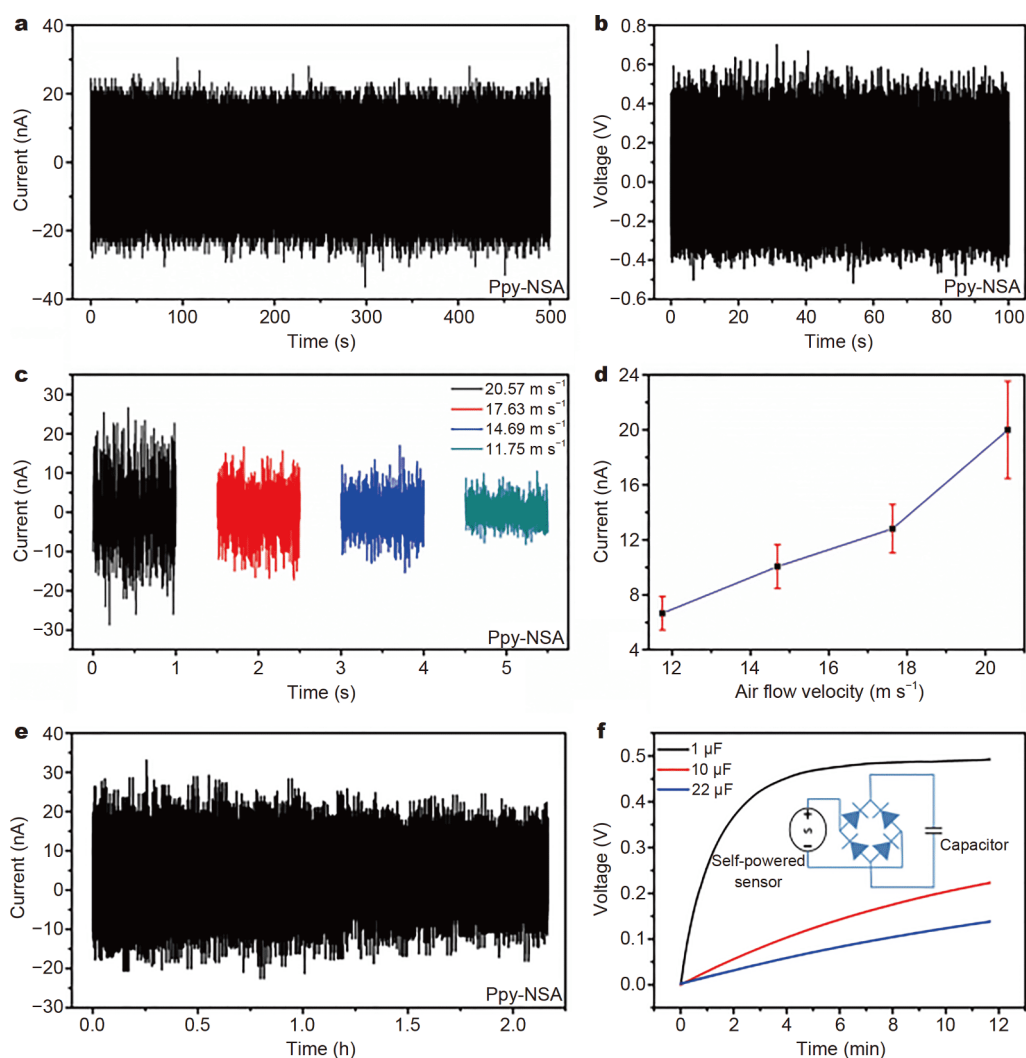 a
Current (nA)
40
20
0
−20
−40
0 100 200 300 400 500
Time (s)
Ppy-NSA
b
Voltage (V)
0.8
0.6
0.4
0.2
0.0
−0.2
−0.4
−0.6
0 20 40 60 80 100
Time (s)
Ppy-NSA
c
Current (nA)
35
30
20
10
0
−10
−20
−30
35
0 1 2 3 4 5
Time (s)
20.57 m s⁻¹
17.63 m s⁻¹
14.69 m s⁻¹
11.75 m s⁻¹
Ppy-NSA
d
Current (nA)
24
20
16
12
8
4
12 14 16 18 20
Air flow velocity (m s⁻¹)
e
Current (nA)
40
30
20
10
0
−10
−20
−30
0.0 0.5 1.0 1.5 2.0
Time (h)
Ppy-NSA
f
Voltage (V)
0.5
0.4
0.3
0.2
0.1
0.0
0 2 4 6 8 10 12
Time (min)
1 µF
10 µF
22 µF
+
s
−
Self-powered
sensor
Capacitor